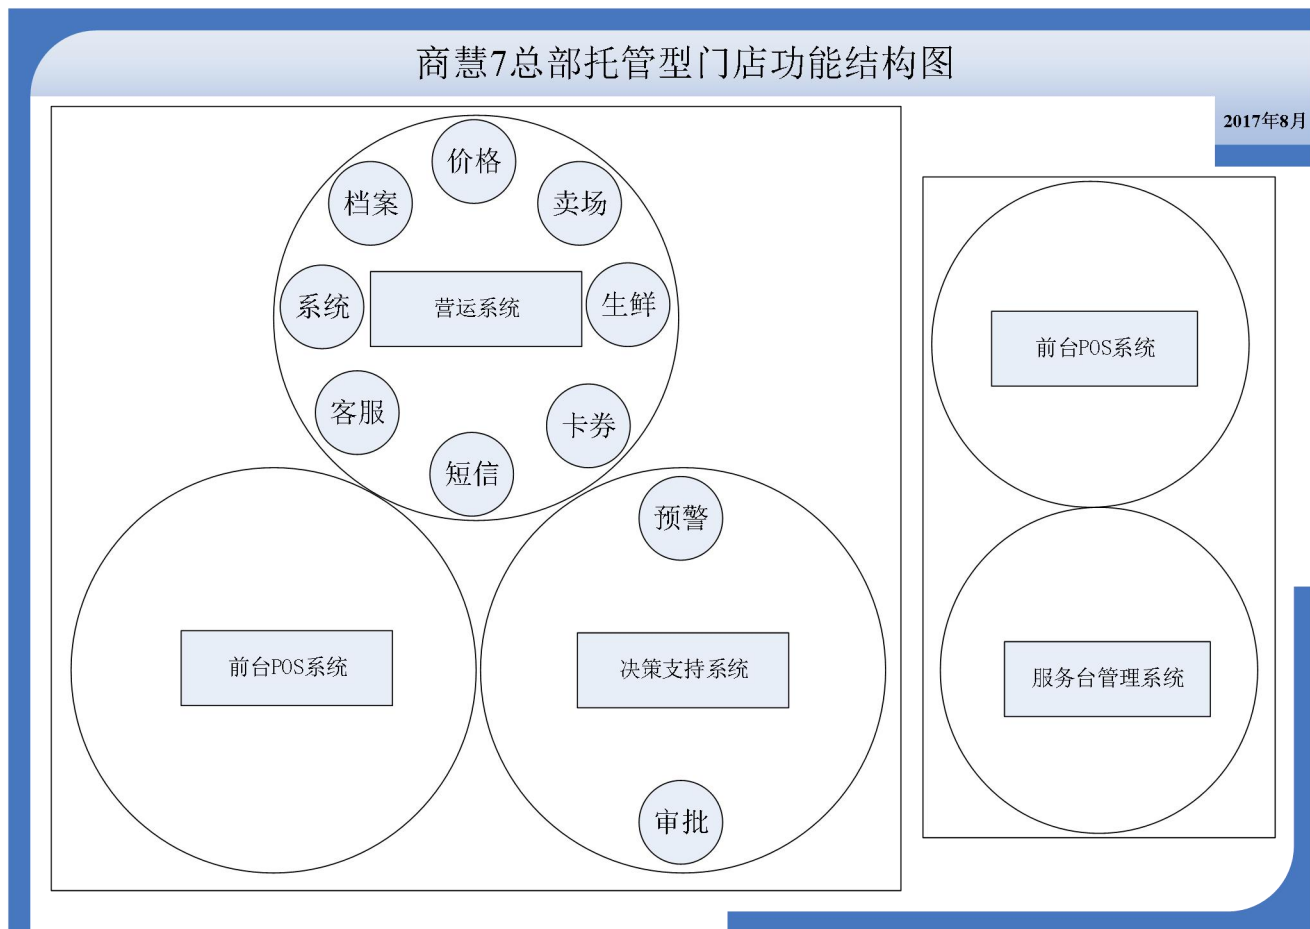 商慧7总部托管型门店功能结构图
2017年8月
价格
档案
卖场
系统
营运系统
生鲜
客服
卡券
短信
预警
前台POS系统
决策支持系统
审批
前台POS系统
服务台管理系统